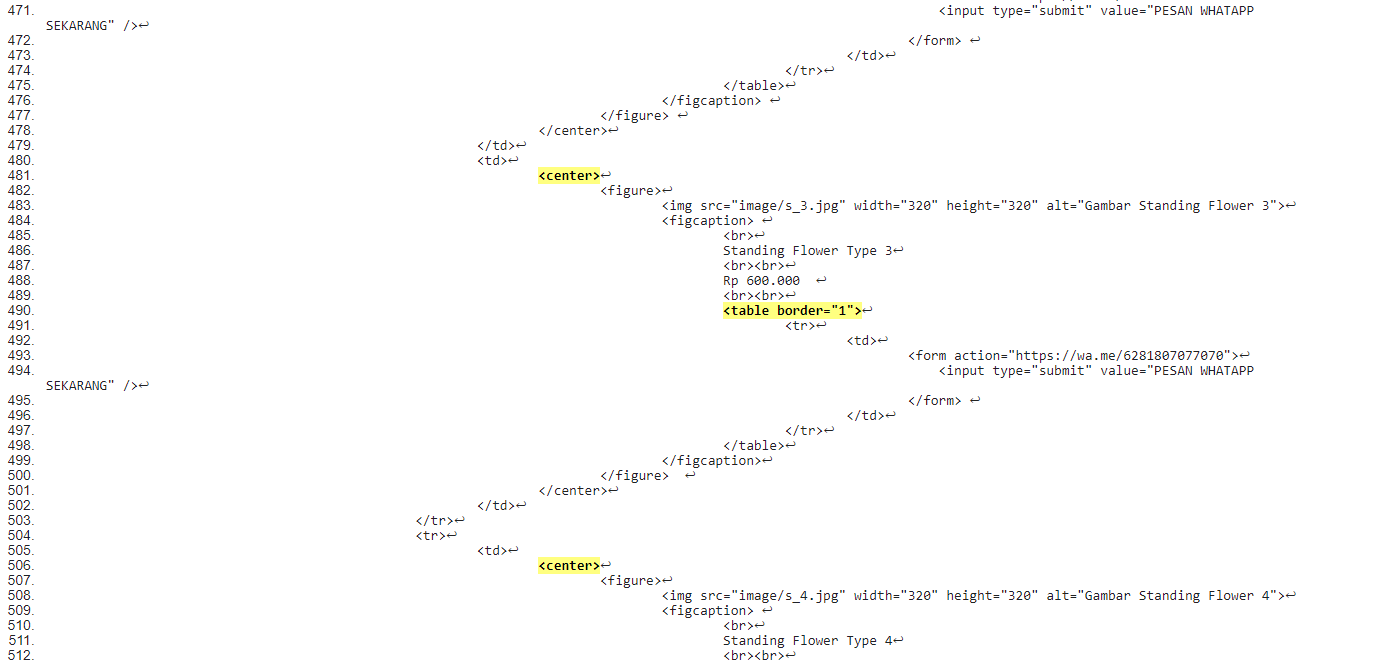 471. <input type="submit" value="PESAN WHATAPP
SEKARANG" />↩
472. </form> ↩
473. </td>↩
474. </tr>↩
475. </table>↩
476. </figcaption> ↩
477. </figure> ↩
478. </center>↩
479. </td>↩
480. <td>↩
481. <center>↩
482. <figure>↩
483. <img src="image/s_3.jpg" width="320" height="320" alt="Gambar Standing Flower 3">↩
484. <figcaption> ↩
485. <br>↩
486. Standing Flower Type 3↩
487. <br><br>↩
488. Rp 600.000 ↩
489. <br><br>↩
490. <table border="1">↩
491. <tr>↩
492. <td>↩
493. <form action="https://wa.me/6281807077070">↩
494. <input type="submit" value="PESAN WHATAPP
SEKARANG" />↩
495. </form> ↩
496. </td>↩
497. </tr>↩
498. </table>↩
499. </figcaption>↩
500. </figure> ↩
501. </center>↩
502. </td>↩
503. </tr>↩
504. <tr>↩
505. <td>↩
506. <center>↩
507. <figure>↩
508. <img src="image/s_4.jpg" width="320" height="320" alt="Gambar Standing Flower 4">↩
509. <figcaption> ↩
510. <br>↩
511. Standing Flower Type 4↩
512. <br><br>↩